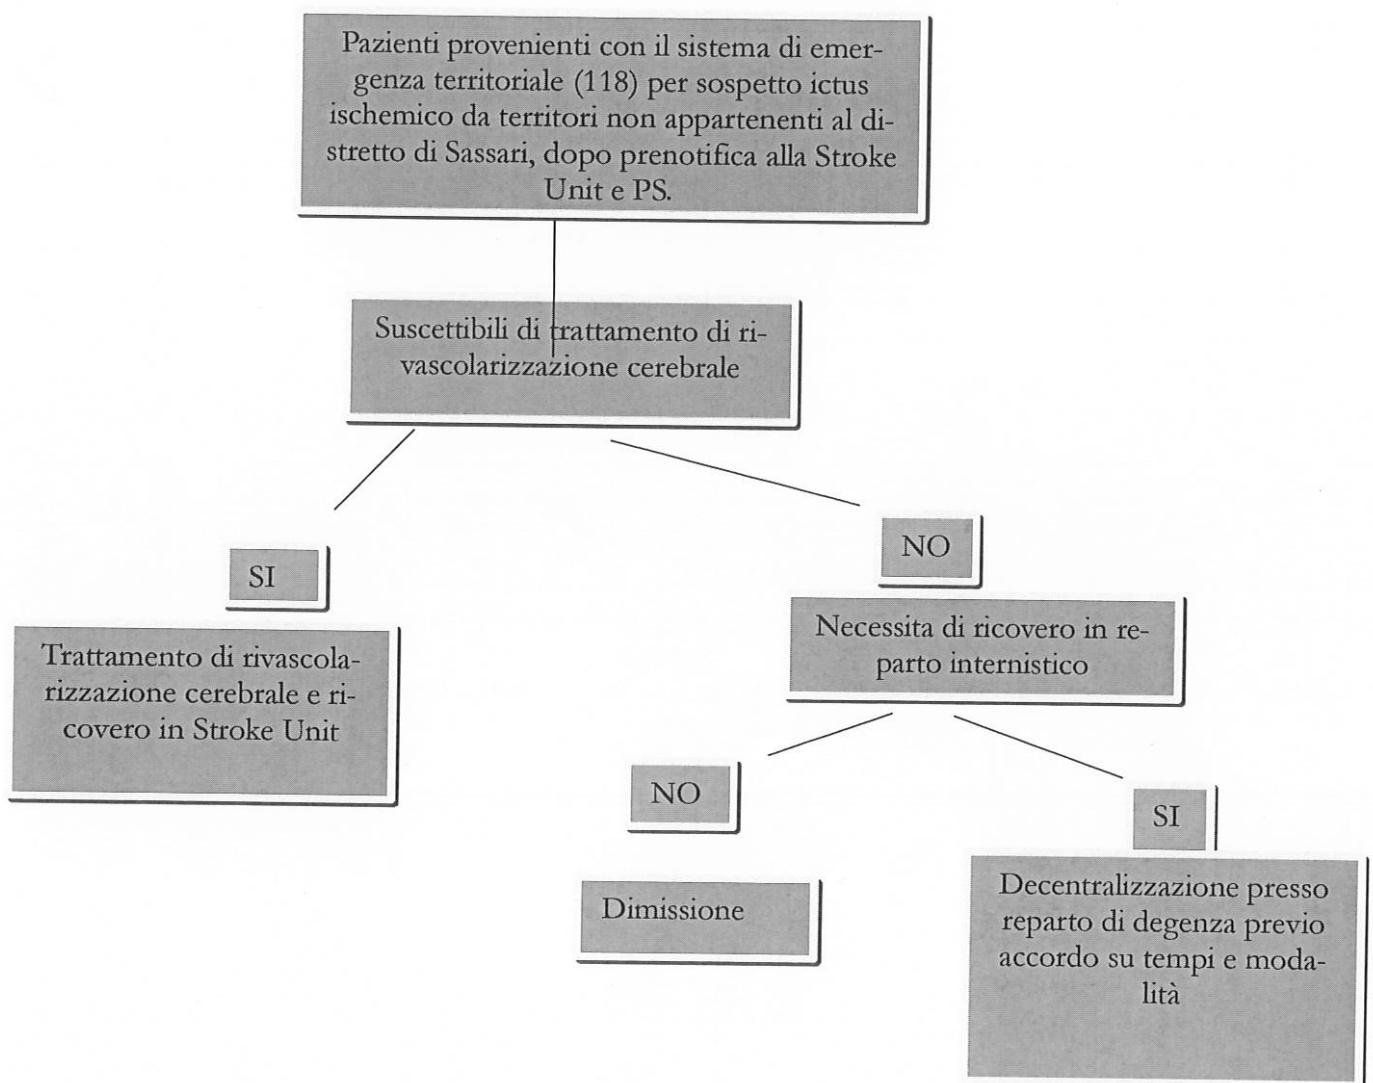 Pazienti provenienti con il sistema di emer-
genza territoriale (118) per sospetto ictus
ischemico da territori non appartenenti al di-
stretto di Sassari, dopo prenotifica alla Stroke
Unit e PS.
Suscettibili di trattamento di ri-
vascolarizzazione cerebrale
SI
NO
Trattamento di rivascola-
rizzazione cerebrale e ri-
covero in Stroke Unit
Necessita di ricovero in re-
parto internistico
NO
SI
Dimissione
Decentralizzazione presso
reparto di degenza previo
accordo su tempi e moda-
lità